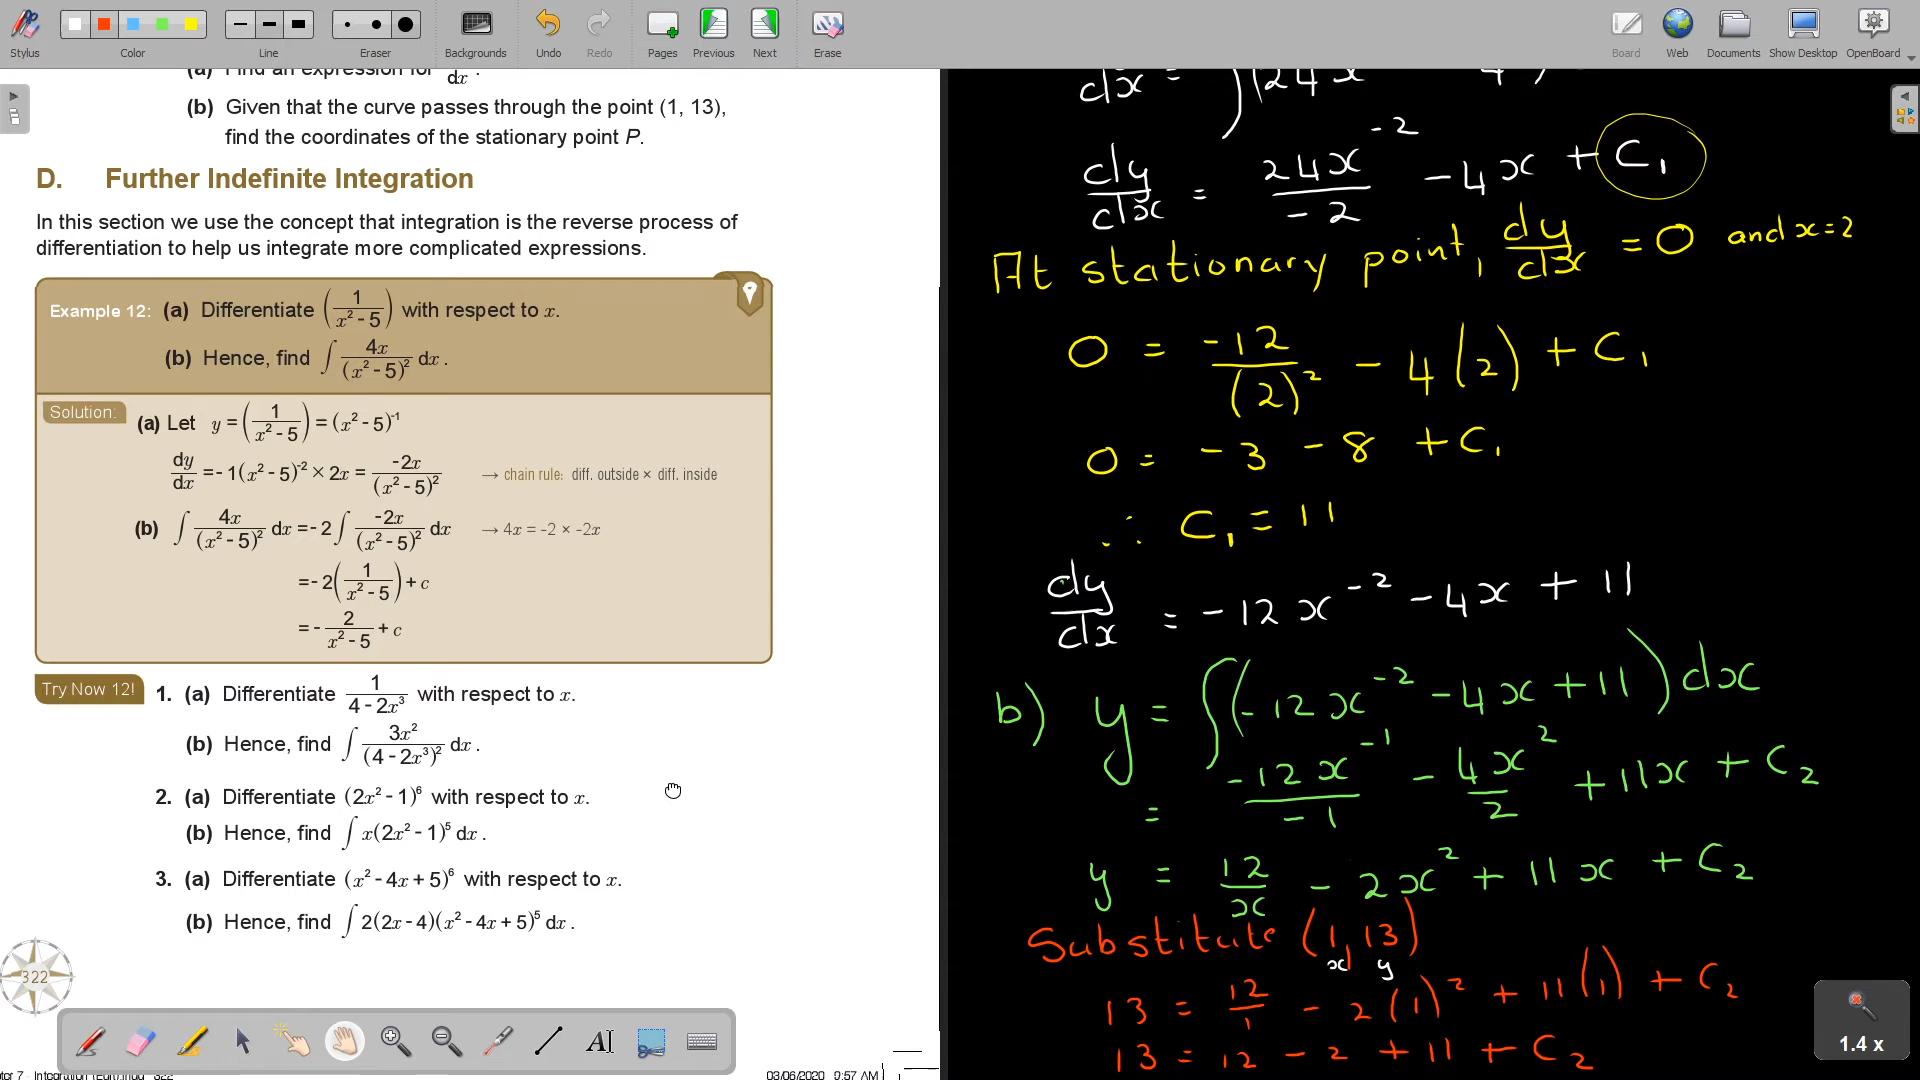 Stylus Color Line Eraser Backgrounds Undo Redo Pages Previous Next Erase Board Web Documents Show Desktop OpenBoard
(a) Find an expression for dx .
(b) Given that the curve passes through the point (1, 13),
find the coordinates of the stationary point P.
D. Further Indefinite Integration
In this section we use the concept that integration is the reverse process of
differentiation to help us integrate more complicated expressions.
Example 12: (a) Differentiate (1/(x² - 5)) with respect to x.
(b) Hence, find ∫ 4x/(x² - 5)² dx .
Solution:
(a) Let y = (1/(x² - 5)) = (x² - 5)⁻¹
dy/dx = - 1(x² - 5)⁻² × 2x = -2x/(x² - 5)² → chain rule: diff. outside × diff. inside
(b) ∫ 4x/(x² - 5)² dx = - 2 ∫ -2x/(x² - 5)² dx → 4x = -2 × -2x
= - 2(1/(x² - 5)) + c
= - 2/(x² - 5) + c
Try Now 12! 1. (a) Differentiate 1/(4 - 2x³) with respect to x.
(b) Hence, find ∫ 3x²/(4 - 2x³)² dx .
2. (a) Differentiate (2x² - 1)⁶ with respect to x.
(b) Hence, find ∫ x(2x² - 1)⁵ dx .
3. (a) Differentiate (x² - 4x + 5)⁶ with respect to x.
(b) Hence, find ∫ 2(2x - 4)(x² - 4x + 5)⁵ dx .
322
03/06/2020 9:57 AM
dy/dx = 24x⁻²/-2 - 4x + C₁
At stationary point, dy/dx = 0 and x = 2
0 = -12/(2)² - 4(2) + C₁
0 = -3 - 8 + C₁
∴ C₁ = 11
dy/dx = -12x⁻² - 4x + 11
b) y = ∫(-12x⁻² - 4x + 11) dx
= -12x⁻¹/-1 - 4x²/2 + 11x + C₂
y = 12/x - 2x² + 11x + C₂
Substitute (1, 13)
x y
13 = 12/1 - 2(1)² + 11(1) + C₂
13 = 12 - 2 + 11 + C₂
1.4 x